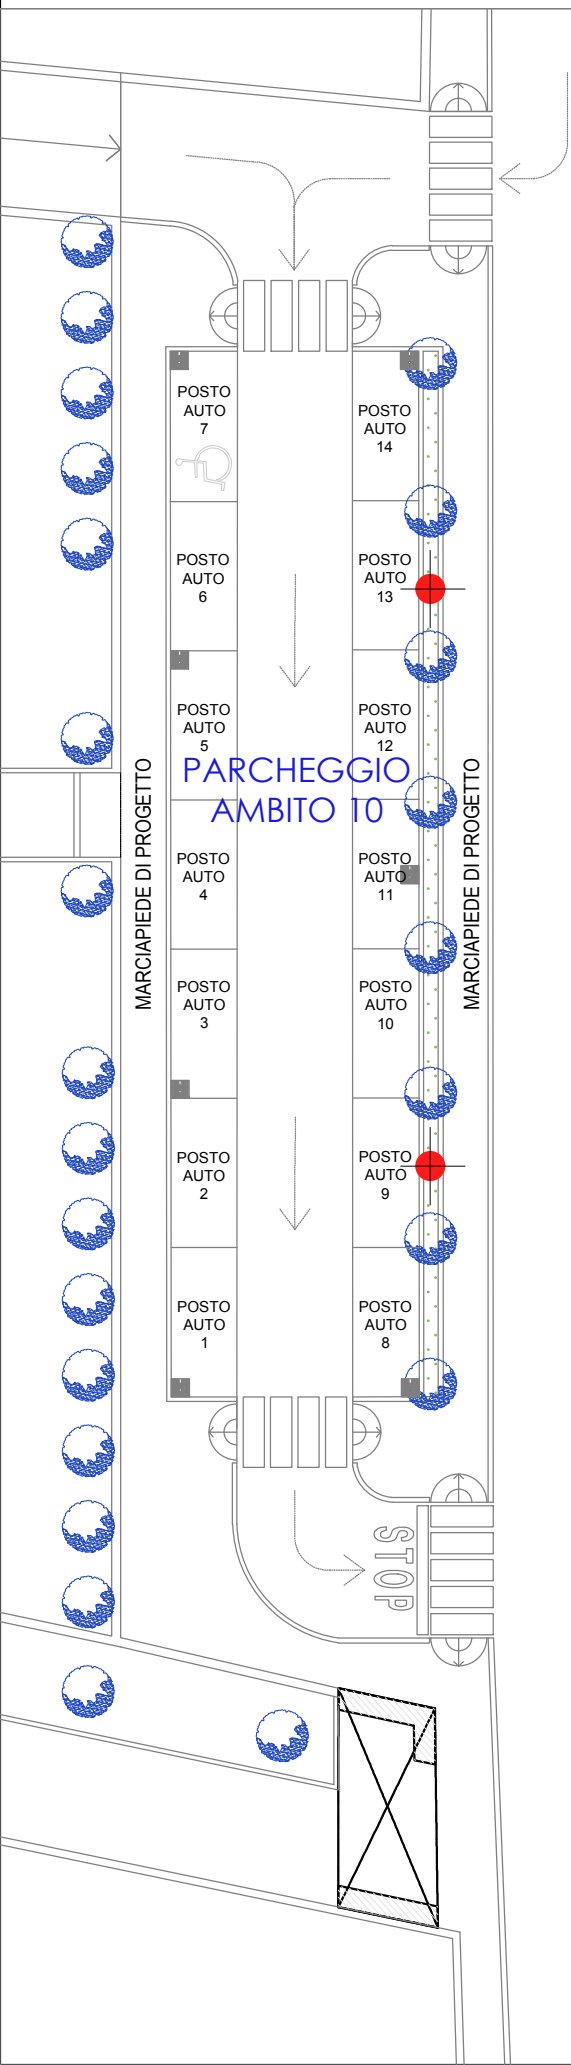 POSTO
AUTO
7
POSTO
AUTO
14
POSTO
AUTO
6
POSTO
AUTO
13
POSTO
AUTO
5
POSTO
AUTO
12
PARCHEGGIO
AMBITO 10
MARCIAPIEDE DI PROGETTO
MARCIAPIEDE DI PROGETTO
POSTO
AUTO
4
POSTO
AUTO
11
POSTO
AUTO
3
POSTO
AUTO
10
POSTO
AUTO
2
POSTO
AUTO
9
POSTO
AUTO
1
POSTO
AUTO
8
STOP